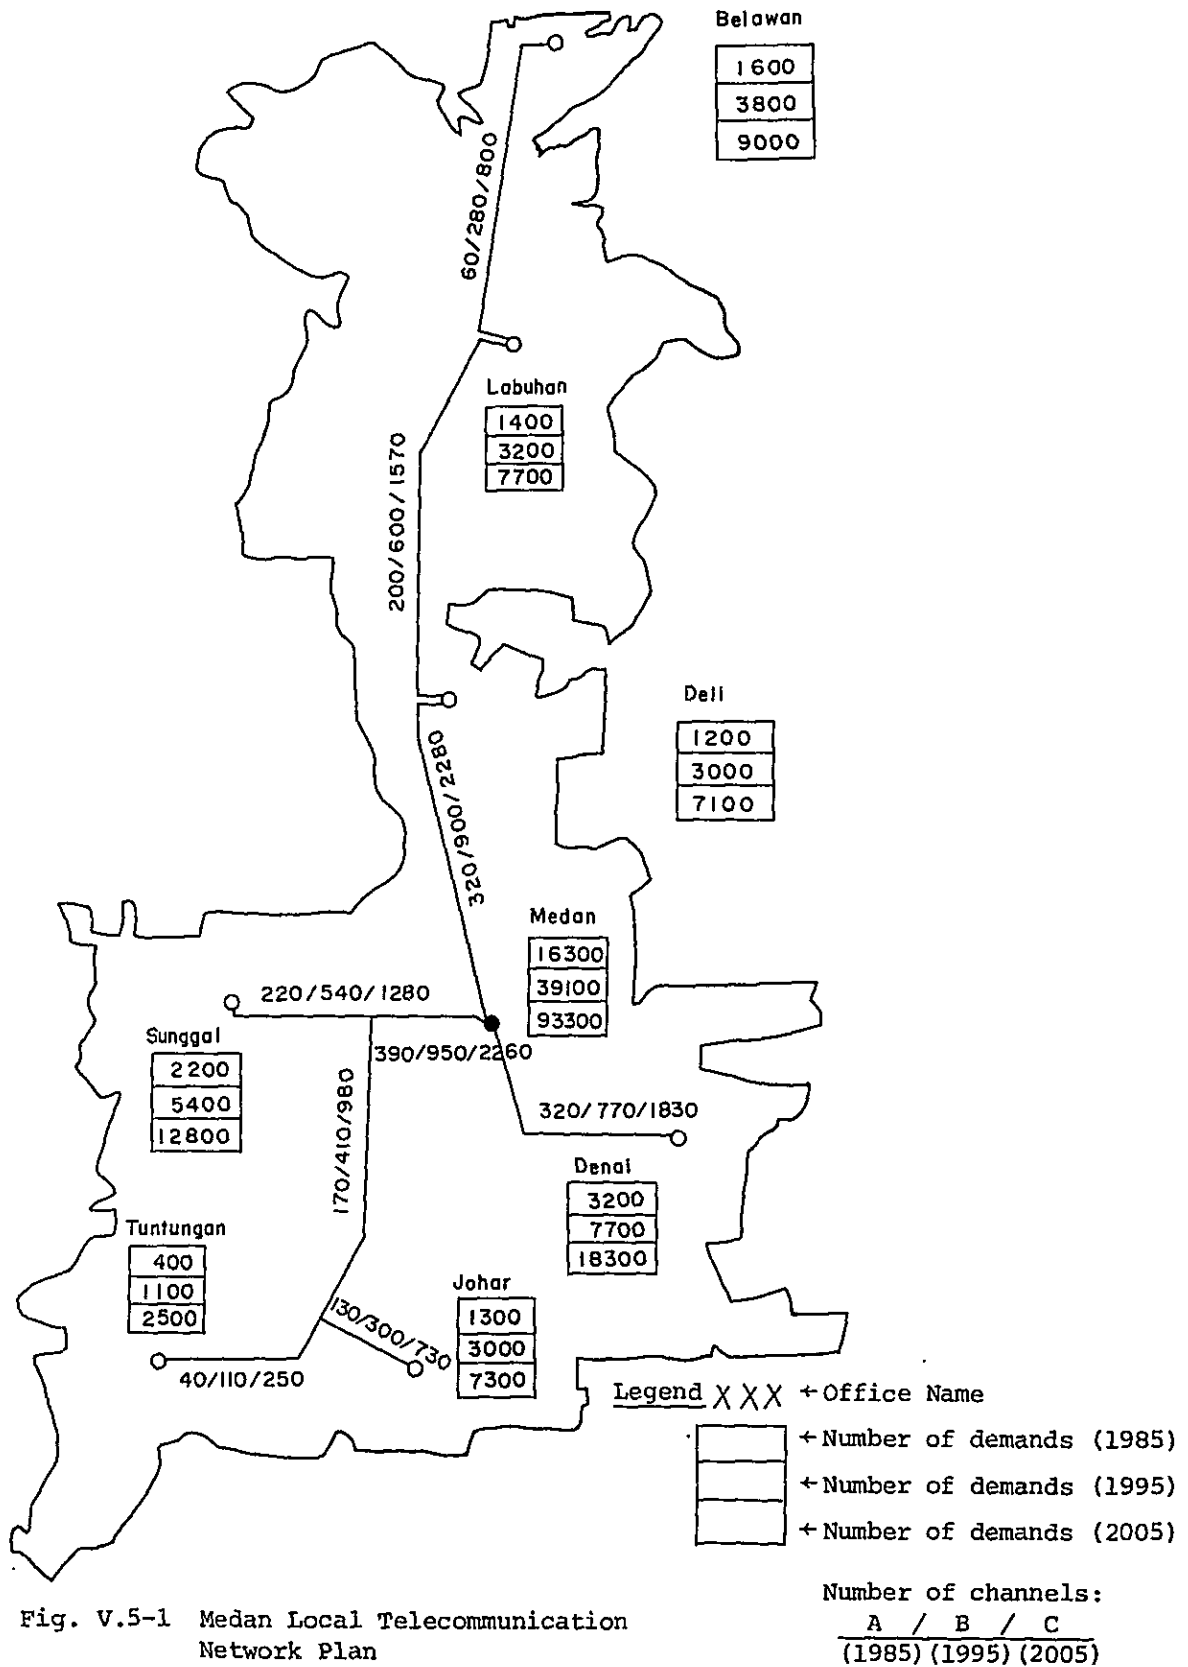 Belawan
1600
3800
9000
60/280/800
Labuhan
1400
3200
7700
200/600/1570
Deli
1200
3000
7100
320/900/2280
Medan
16300
39100
93300
220/540/1280
Sunggal
2200
5400
12800
390/950/2260
170/410/980
320/770/1830
Denai
3200
7700
18300
Tuntungan
400
1100
2500
Johar
1300
3000
7300
130/300/730
40/110/250
Legend XXX ←Office Name
←Number of demands (1985)
←Number of demands (1995)
←Number of demands (2005)
Number of channels:
A / B / C
(1985) (1995) (2005)
Fig. V.5-1 Medan Local Telecommunication
Network Plan